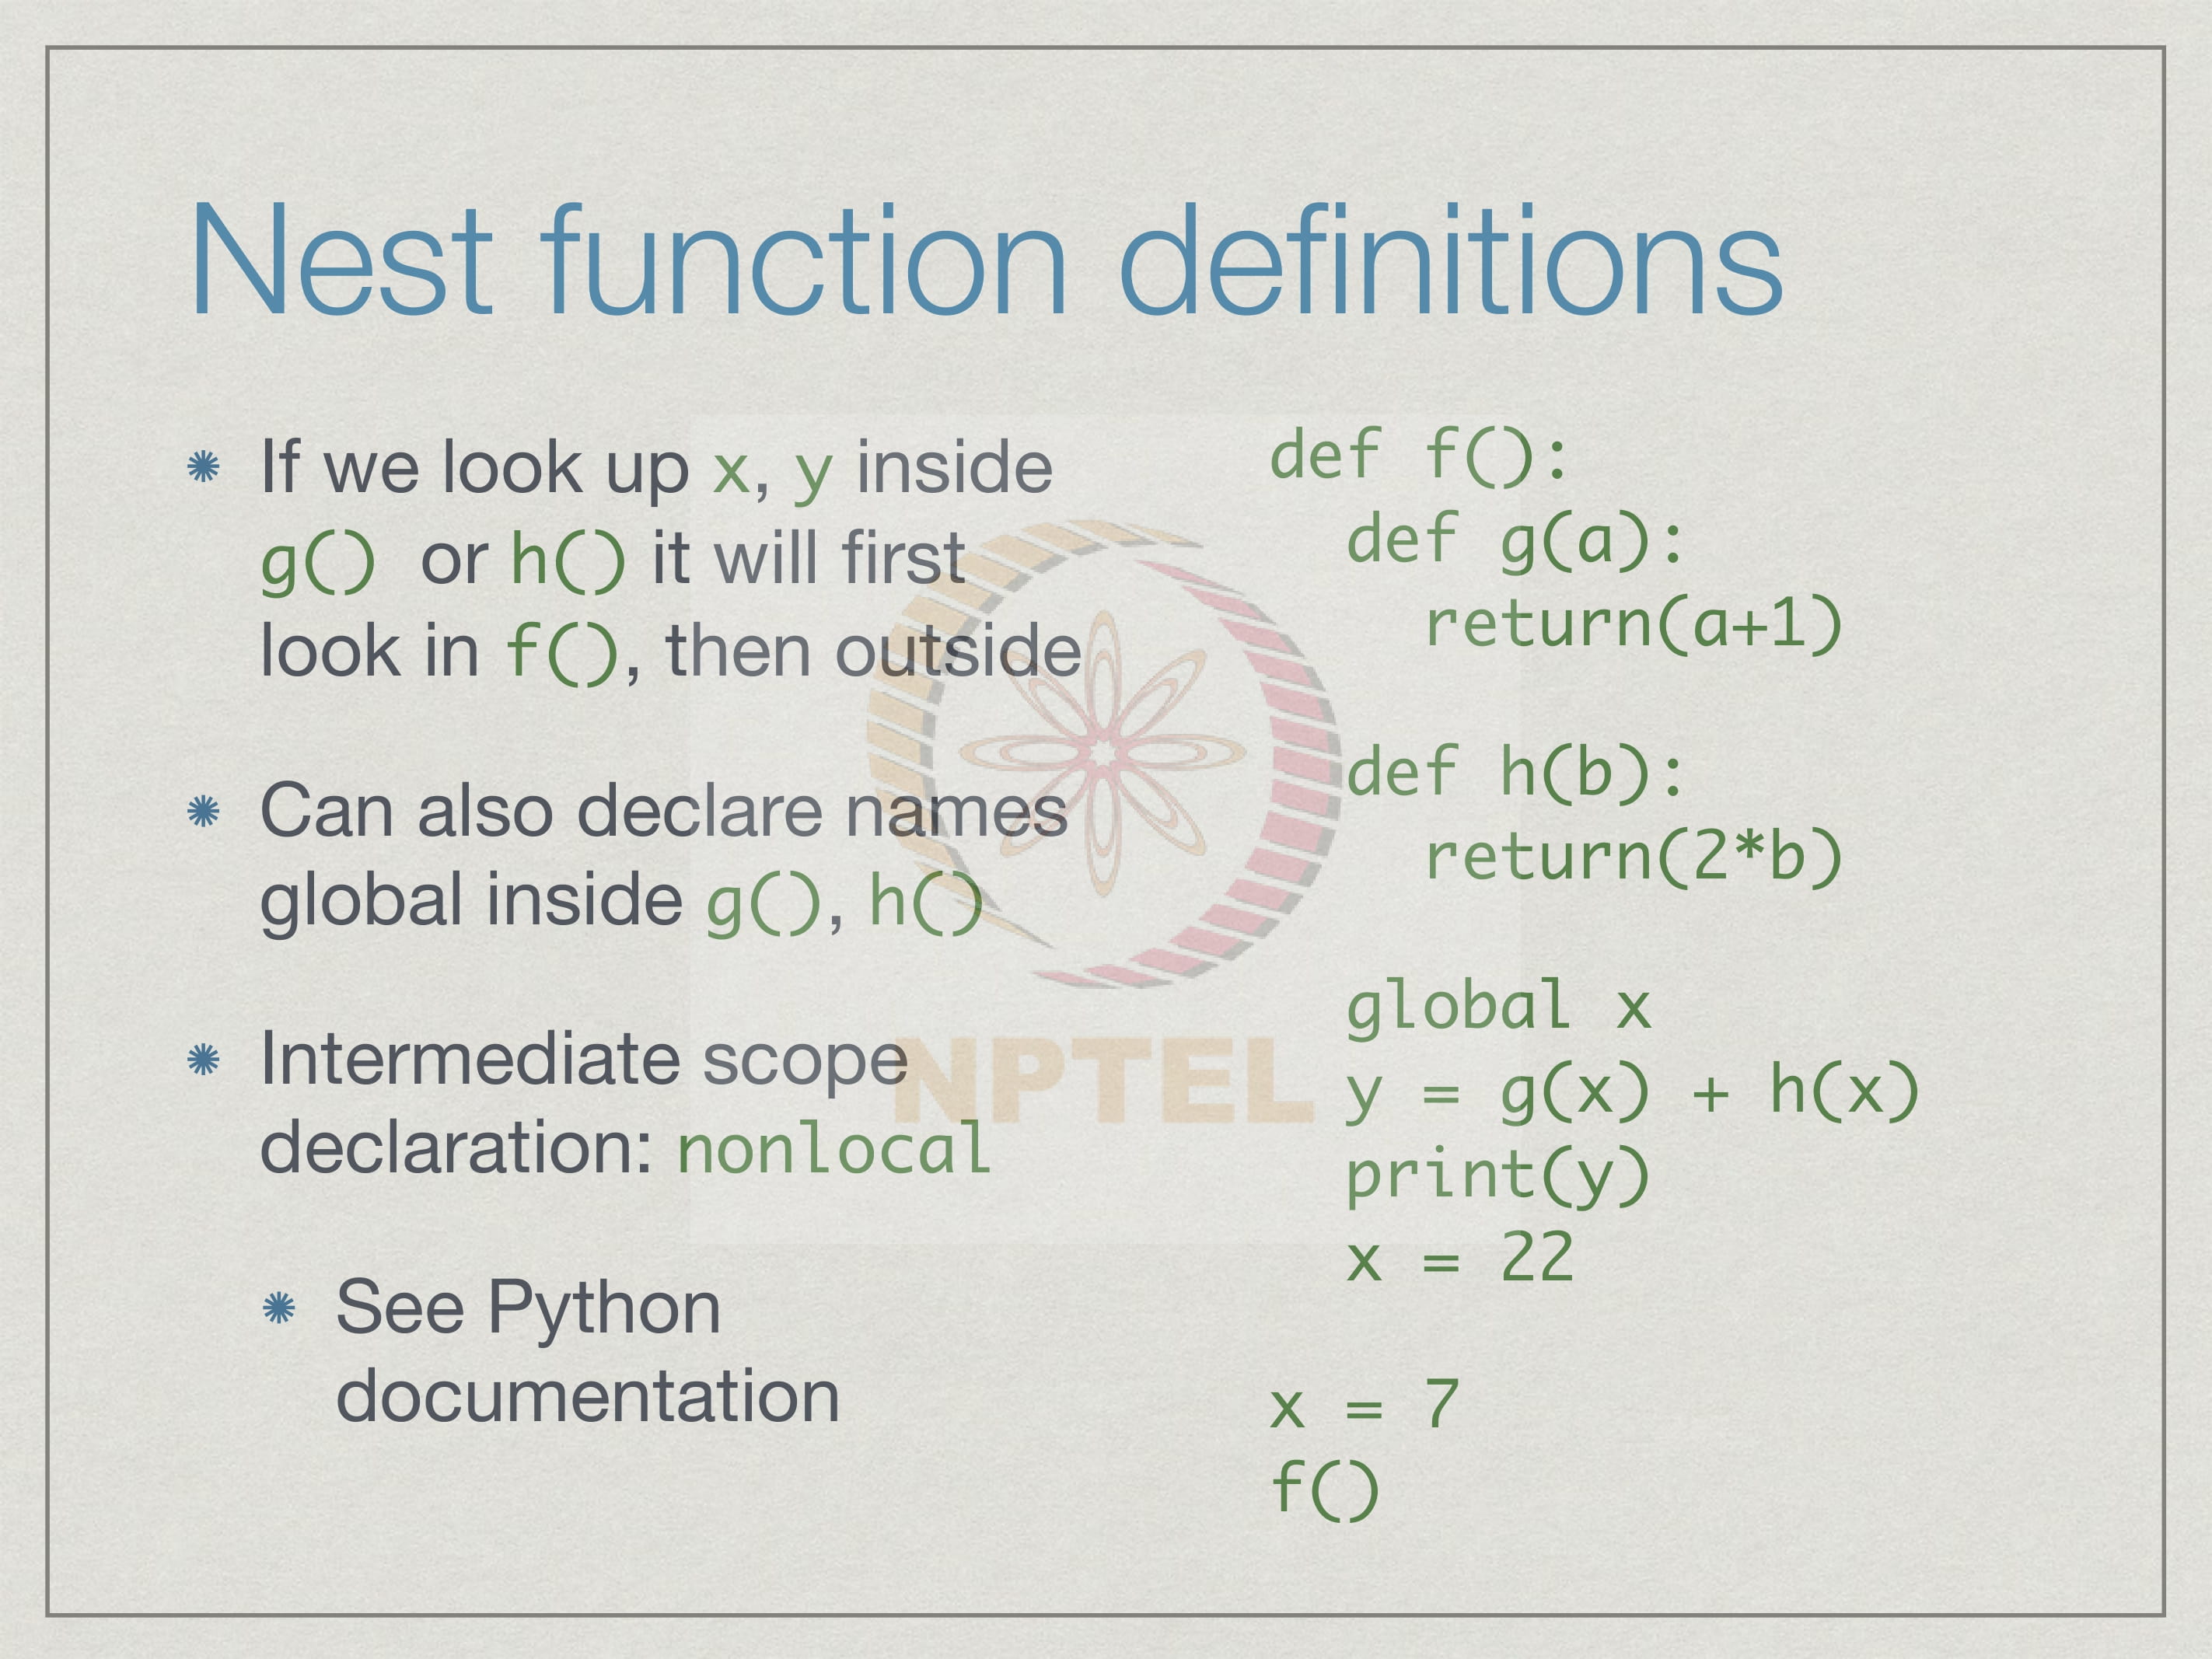 Nest function definitions
If we look up x, y inside
g() or h() it will first
look in f(), then outside
Can also declare names
global inside g(), h()
Intermediate scope
declaration: nonlocal
See Python
documentation
def f():
  def g(a):
    return(a+1)
  def h(b):
    return(2*b)
  global x
  y = g(x) + h(x)
  print(y)
  x = 22
x = 7
f()
NPTEL